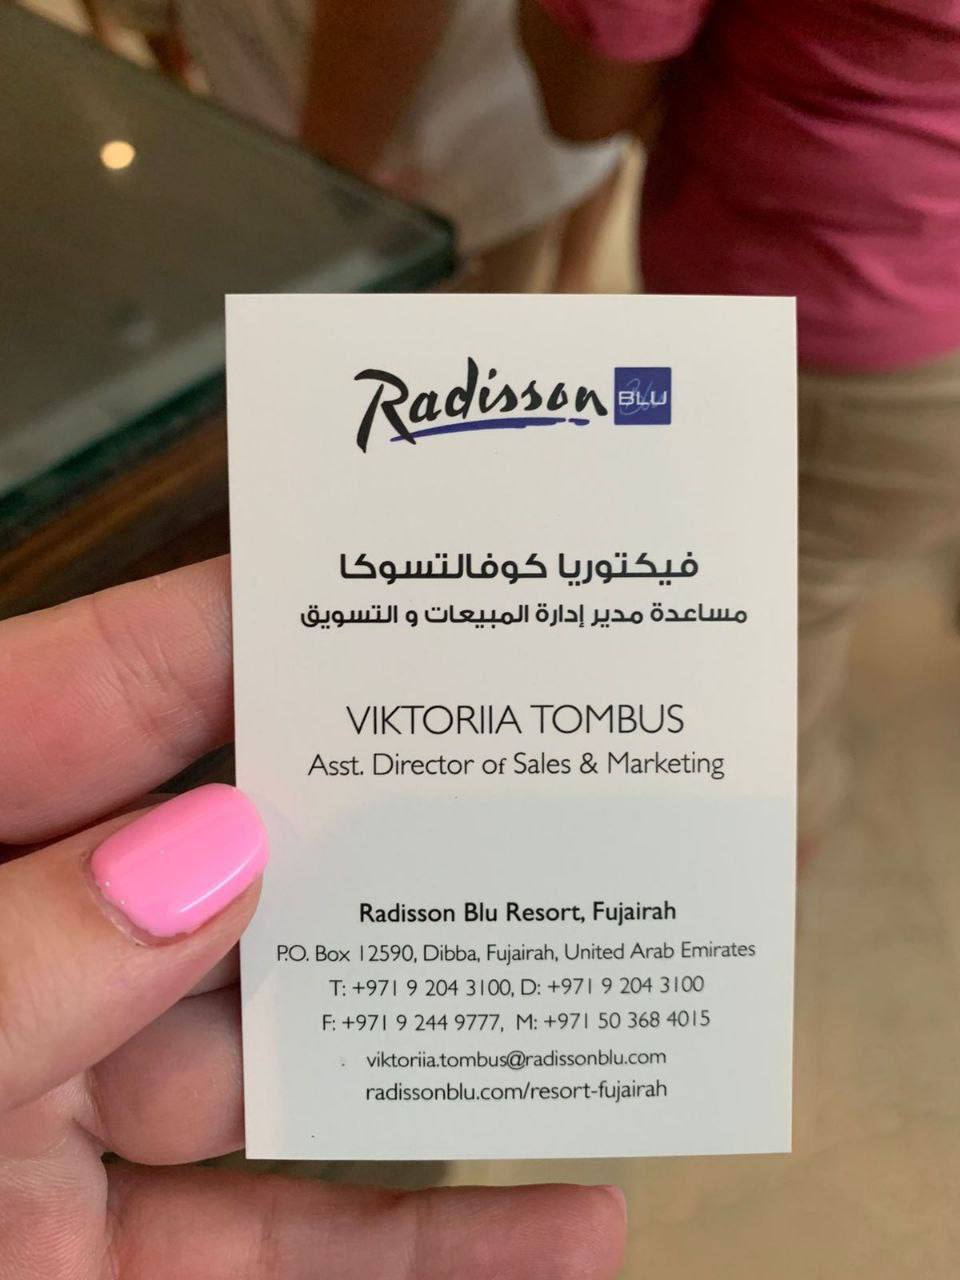 Radisson BLU
فيكتوريا كوفالتسوكا
مساعدة مدير إدارة المبيعات و التسويق
VIKTORIIA TOMBUS
Asst. Director of Sales & Marketing
Radisson Blu Resort, Fujairah
P.O. Box 12590, Dibba, Fujairah, United Arab Emirates
T: +971 9 204 3100, D: +971 9 204 3100
F: +971 9 244 9777, M: +971 50 368 4015
viktoriia.tombus@radissonblu.com
radissonblu.com/resort-fujairah